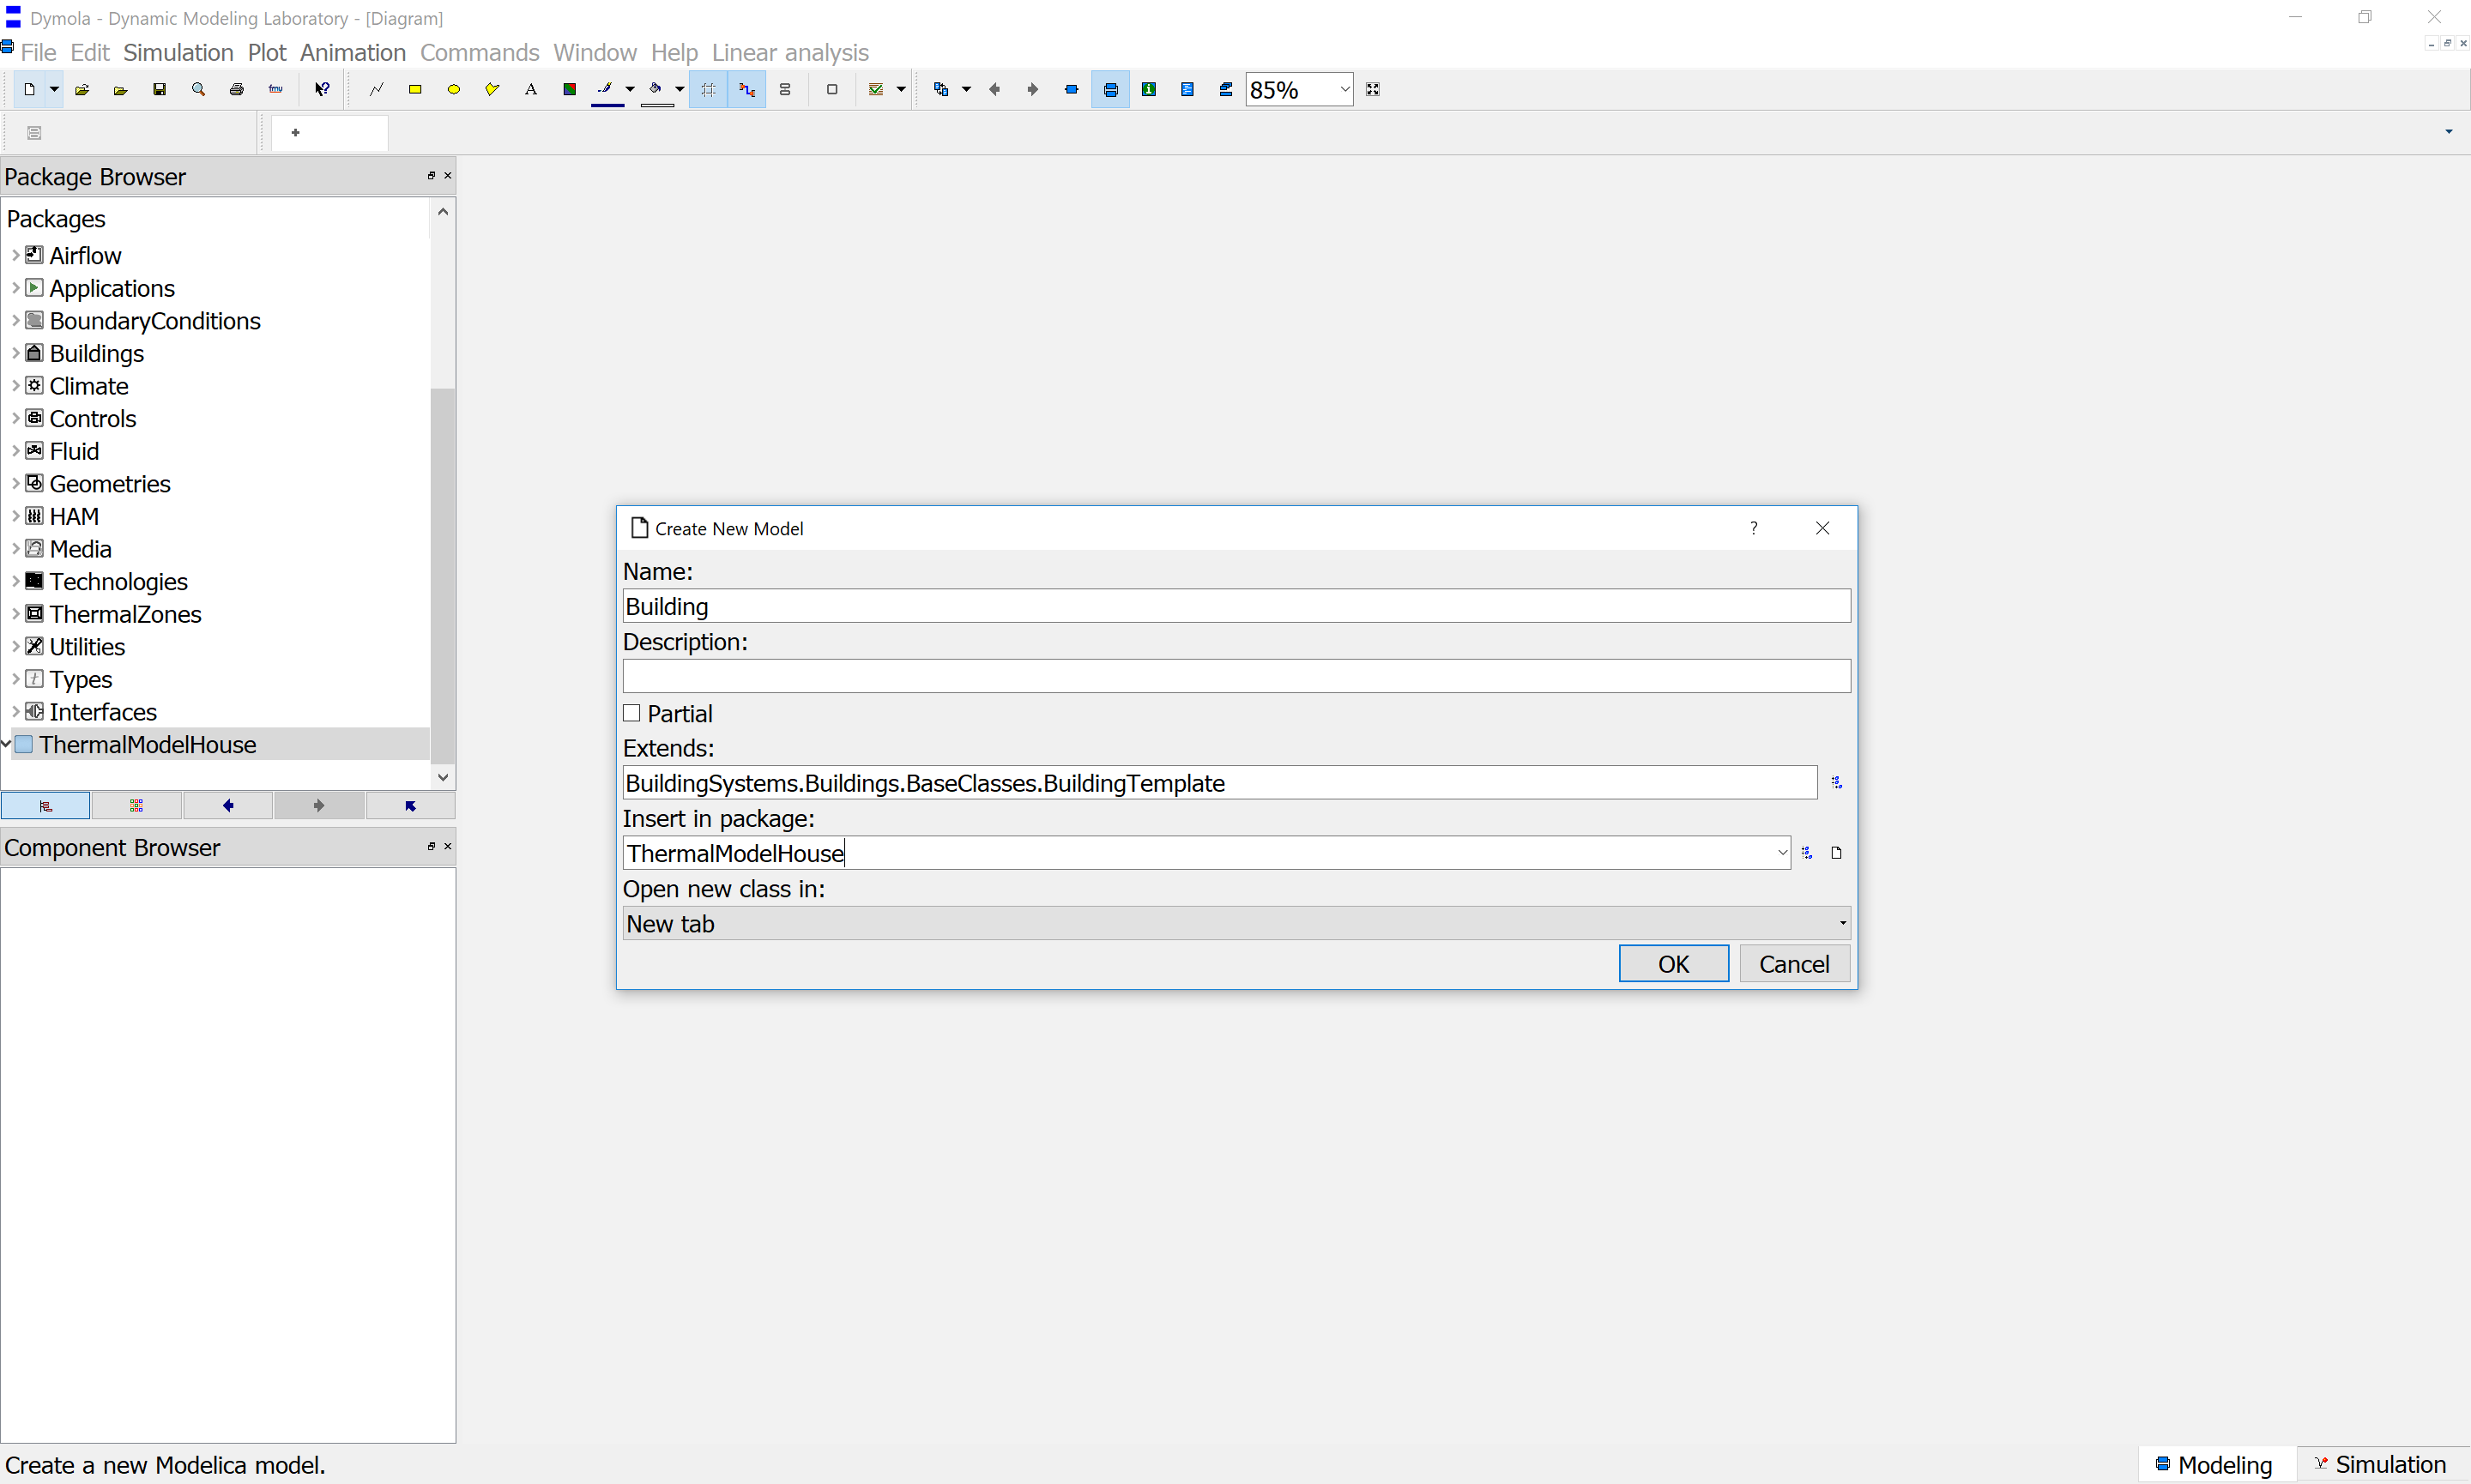 Dymola - Dynamic Modeling Laboratory - [Diagram]
File Edit Simulation Plot Animation Commands Window Help Linear analysis
fmu A 85%
Package Browser
Packages
Airflow
Applications
BoundaryConditions
Buildings
Climate
Controls
Fluid
Geometries
HAM
Media
Technologies
ThermalZones
Utilities
Types
Interfaces
ThermalModelHouse
Component Browser
Create New Model ?
Name:
Building
Description:
Partial
Extends:
BuildingSystems.Buildings.BaseClasses.BuildingTemplate
Insert in package:
ThermalModelHouse
Open new class in:
New tab
OK Cancel
Create a new Modelica model.
Modeling Simulation